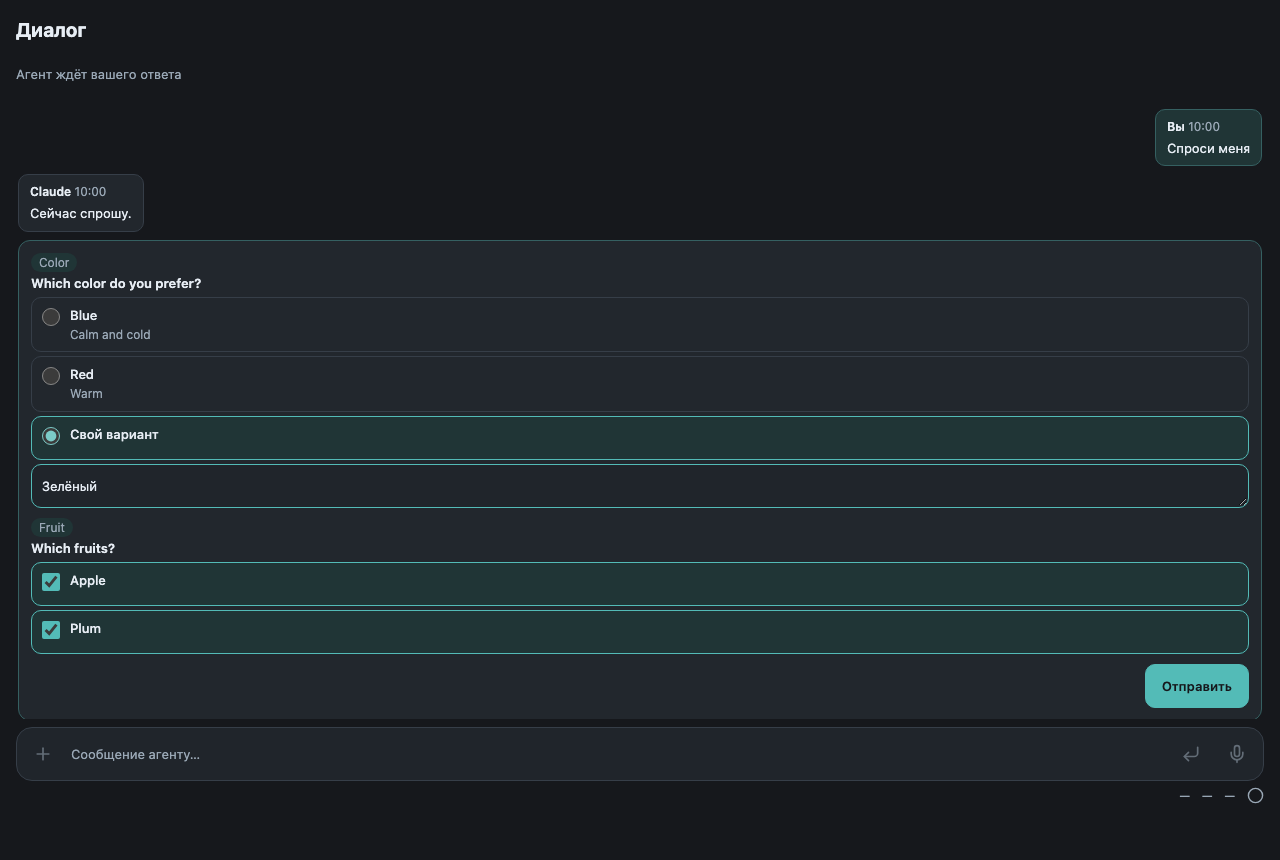 Диалог
Агент ждёт вашего ответа
Вы 10:00
Спроси меня
Claude 10:00
Сейчас спрошу.
Color
Which color do you prefer?
Blue
Calm and cold
Red
Warm
Свой вариант
Зелёный
Fruit
Which fruits?
Apple
Plum
Отправить
Сообщение агенту...
— — —